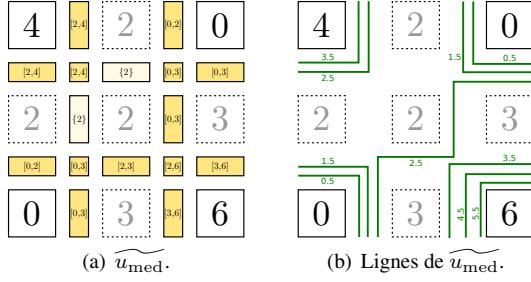 4 [2,4] 2 [0,2] 0
[2,4] [2,4] {2} [0,3] [0,3]
2 {2} 2 [0,3] 3
[0,2] [0,3] [2,3] [2,6] [3,6]
0 [0,3] 3 [3,6] 6
(a) u_med.
4 2 0
3.5 1.5 0.5
2.5
2 2 3
1.5 2.5 3.5
0.5
0 3 4.5 5.5 6
(b) Lignes de u_med.